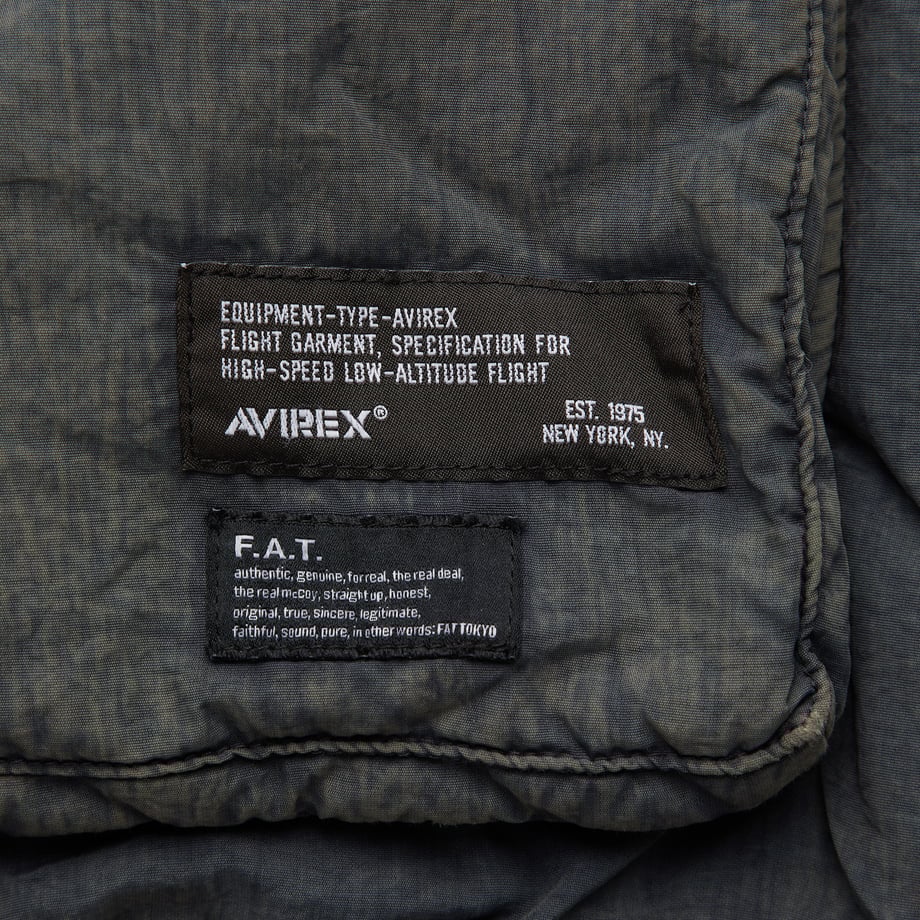 EQUIPMENT-TYPE-AVIREX
FLIGHT GARMENT, SPECIFICATION FOR
HIGH-SPEED LOW-ALTITUDE FLIGHT
AVIREX®
EST. 1975
NEW YORK, NY.
F.A.T.
authentic, genuine, for real, the real deal,
the real mcCoy, straight up, honest,
original, true, sincere, legitimate,
faithful, sound, pure, in other words: FAT TOKYO